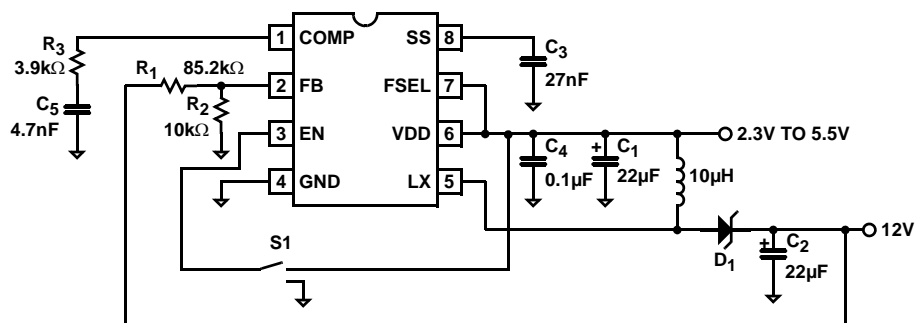 R3
3.9kΩ
C5
4.7nF
R1
85.2kΩ
R2
10kΩ
1
COMP
2
FB
3
EN
4
GND
SS
8
FSEL
7
VDD
6
LX
5
C3
27nF
C4
0.1µF
+
C1
22µF
10µH
2.3V TO 5.5V
12V
D1
+
C2
22µF
S1